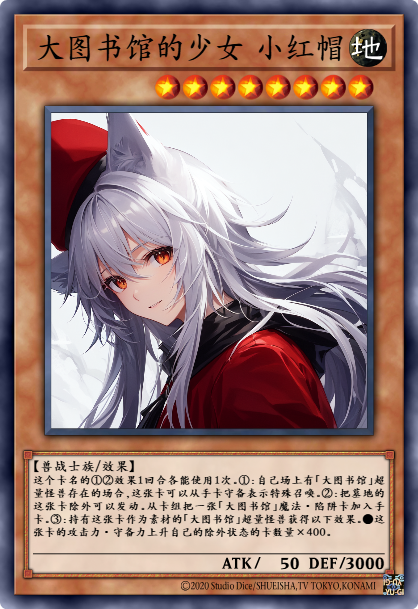 大图书馆的少女 小红帽
地
【兽战士族/效果】
这个卡名的①②效果1回合各能使用1次。①：自己场上有「大图书馆」超
量怪兽存在的场合，这张卡可以从手卡守备表示特殊召唤。②：把墓地的
这张卡除外可以发动。从卡组把一张「大图书馆」魔法·陷阱卡加入手
卡。③：持有这张卡作为素材的「大图书馆」超量怪兽获得以下效果。●这
张卡的攻击力·守备力上升自己的除外状态的卡数量×400。
ATK/ 50 DEF/3000
©2020 Studio Dice/SHUEISHA,TV TOKYO,KONAMI